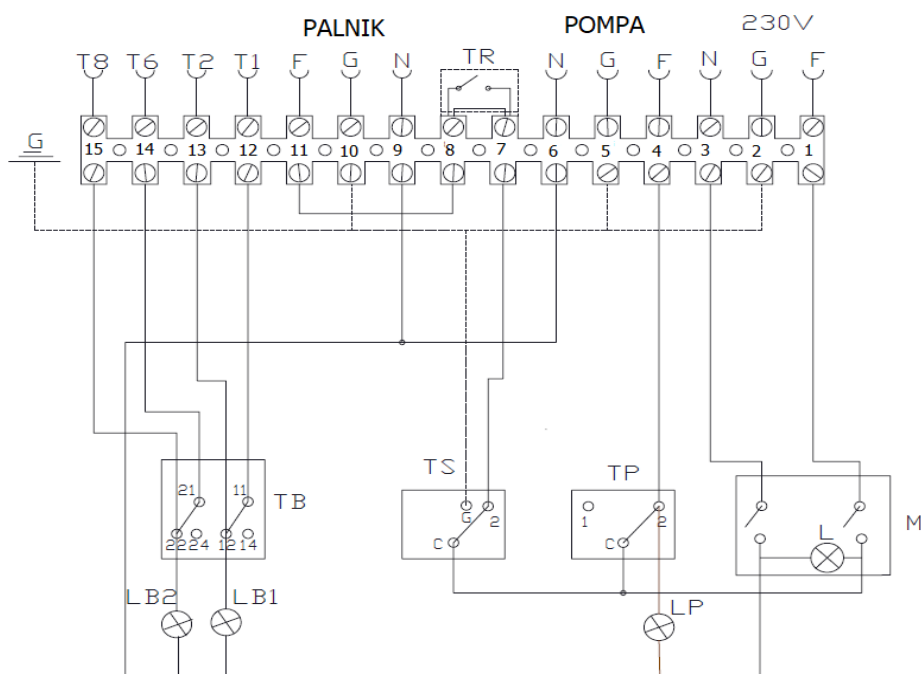 PALNIK POMPA 230V
T8 T6 T2 T1 F G N TR N G F N G F
G 15 14 13 12 11 10 9 8 7 6 5 4 3 2 1
TS TP
21 11 TB G 2 1 2 M
22 24 12 14 C C L
LB2 LB1 LP